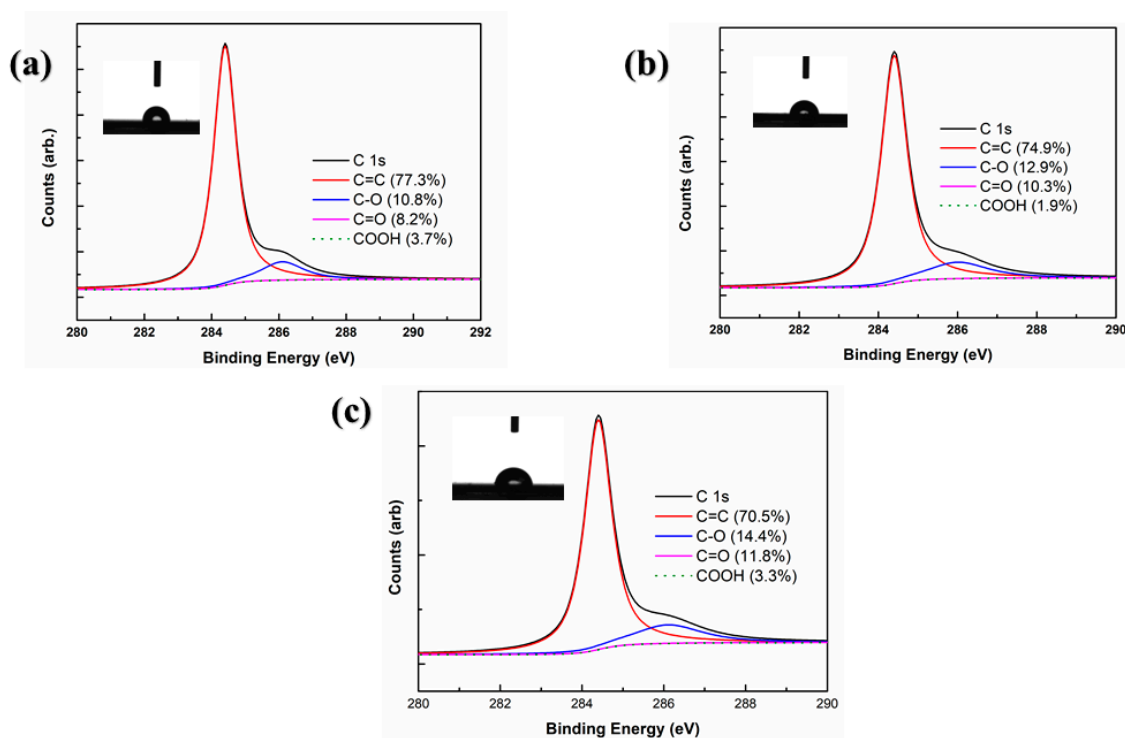 (a)
Counts (arb.)
C 1s
C=C (77.3%)
C-O (10.8%)
C=O (8.2%)
COOH (3.7%)
280 282 284 286 288 290 292
Binding Energy (eV)
(b)
Counts (arb.)
C 1s
C=C (74.9%)
C-O (12.9%)
C=O (10.3%)
COOH (1.9%)
280 282 284 286 288 290
Binding Energy (eV)
(c)
Counts (arb)
C 1s
C=C (70.5%)
C-O (14.4%)
C=O (11.8%)
COOH (3.3%)
280 282 284 286 288 290
Binding Energy (eV)